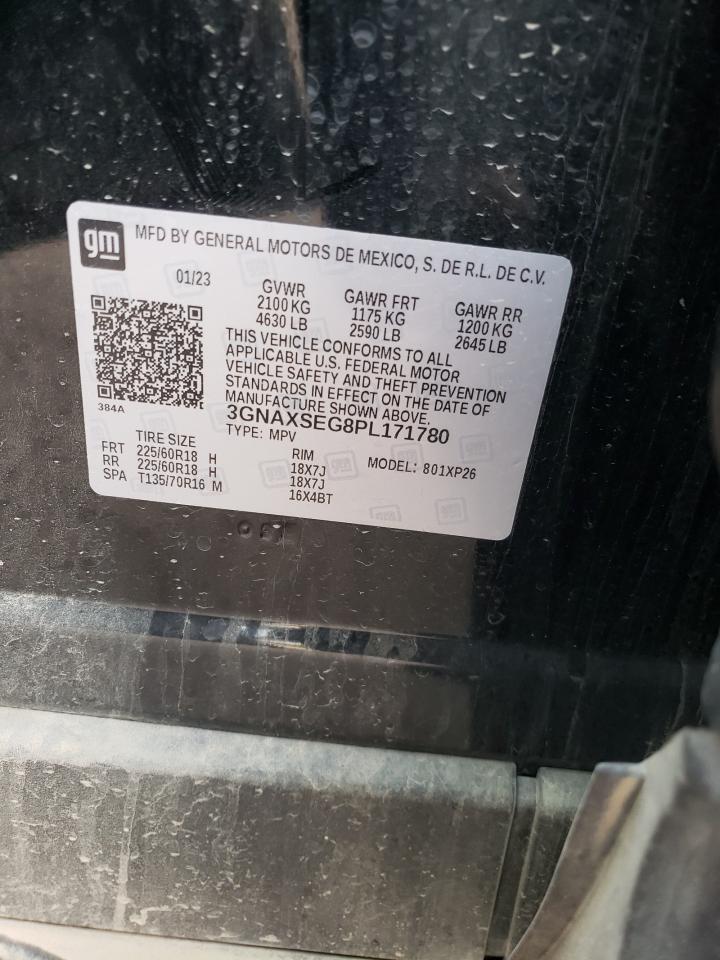 gm MFD BY GENERAL MOTORS DE MEXICO, S. DE R.L. DE C.V.
01/23 GVWR GAWR FRT GAWR RR
2100 KG 1175 KG 1200 KG
4630 LB 2590 LB 2645 LB
THIS VEHICLE CONFORMS TO ALL
APPLICABLE U.S. FEDERAL MOTOR
VEHICLE SAFETY AND THEFT PREVENTION
STANDARDS IN EFFECT ON THE DATE OF
MANUFACTURE SHOWN ABOVE.
384A
3GNAXSEG8PL171780
TYPE: MPV MODEL: 801XP26
TIRE SIZE RIM
FRT 225/60R18 H 18X7J
RR 225/60R18 H 18X7J
SPA T135/70R16 M 16X4BT